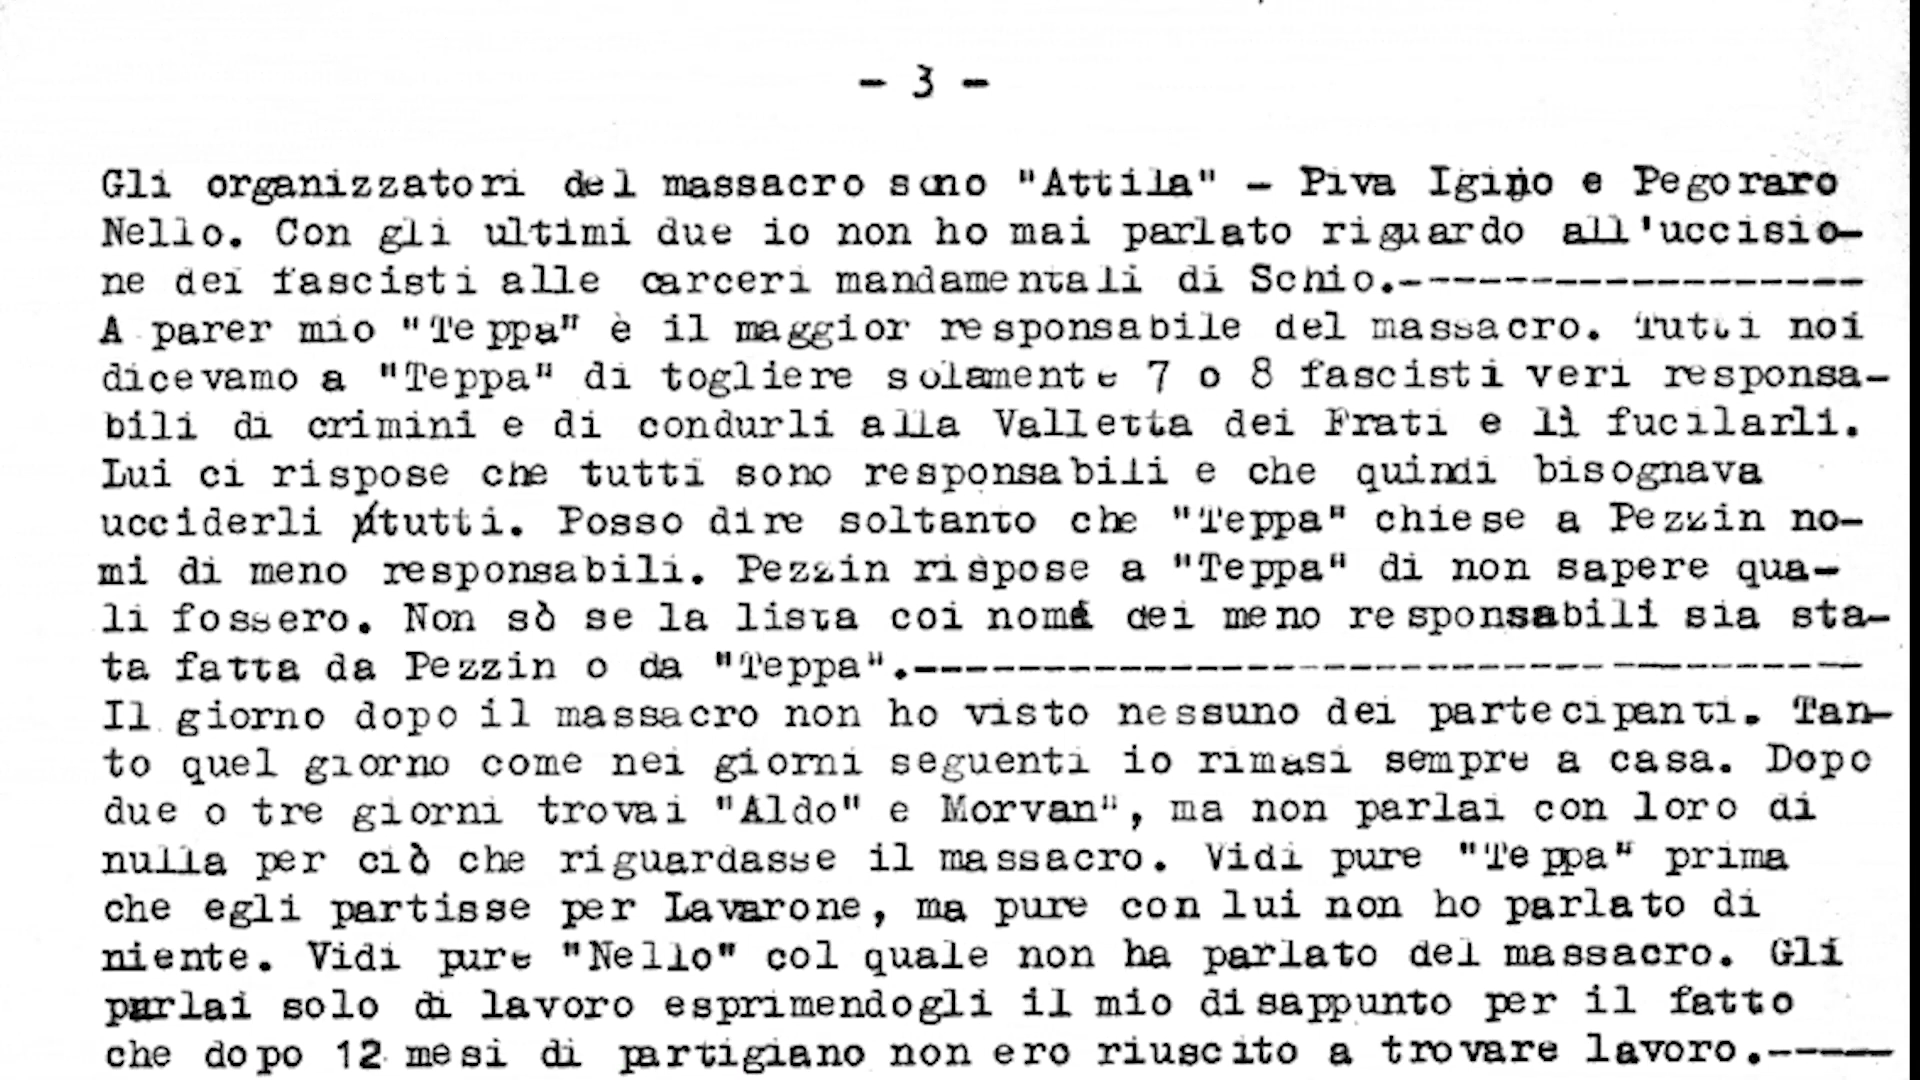 - 3 -
Gli organizzatori del massacro sono "Attila" - Piva Igino e Pegoraro
Nello. Con gli ultimi due io non ho mai parlato riguardo all'uccisio-
ne dei fascisti alle carceri mandamentali di Schio.------------------
A parer mio "Teppa" è il maggior responsabile del massacro. Tutti noi
dicevamo a "Teppa" di togliere solamente 7 o 8 fascisti veri responsa-
bili di crimini e di condurli alla Valletta dei Frati e lì fucilarli.
Lui ci rispose che tutti sono responsabili e che quindi bisognava
ucciderli tutti. Posso dire soltanto che "Teppa" chiese a Pezzin no-
mi di meno responsabili. Pezzin rispose a "Teppa" di non sapere qua-
li fossero. Non sò se la lista coi nomi dei meno responsabili sia sta-
ta fatta da Pezzin o da "Teppa".-------------------------------------
Il giorno dopo il massacro non ho visto nessuno dei partecipanti. Tan-
to quel giorno come nei giorni seguenti io rimasi sempre a casa. Dopo
due o tre giorni trovai "Aldo" e Morvan", ma non parlai con loro di
nulla per ciò che riguardasse il massacro. Vidi pure "Teppa" prima
che egli partisse per Lavarone, ma pure con lui non ho parlato di
niente. Vidi pure "Nello" col quale non ha parlato del massacro. Gli
parlai solo di lavoro esprimendogli il mio disappunto per il fatto
che dopo 12 mesi di partigiano non ero riuscito a trovare lavoro.-----